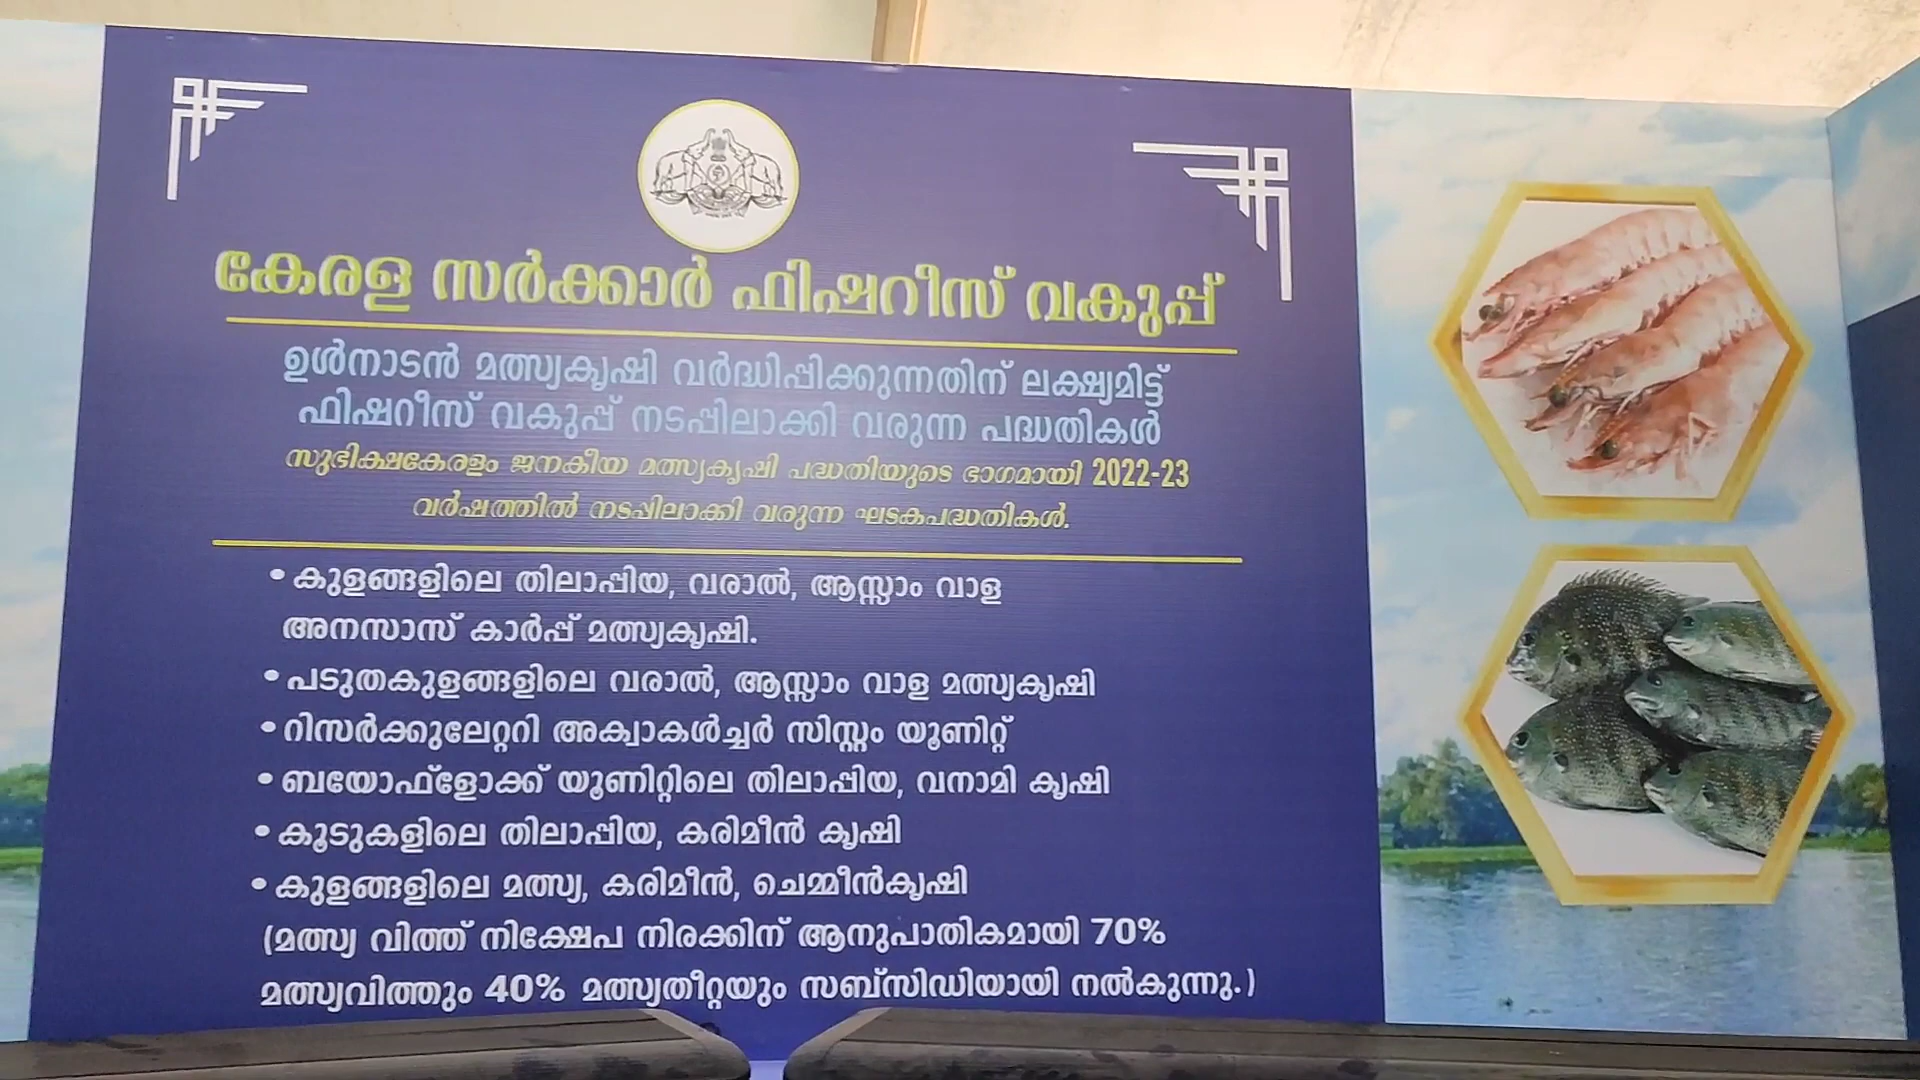 കേരള സർക്കാർ ഫിഷറീസ് വകുപ്പ്
ഉൾനാടൻ മത്സ്യകൃഷി വർദ്ധിപ്പിക്കുന്നതിന് ലക്ഷ്യമിട്ട്
ഫിഷറീസ് വകുപ്പ് നടപ്പിലാക്കി വരുന്ന പദ്ധതികൾ
സുഭിക്ഷകേരളം ജനകീയ മത്സ്യകൃഷി പദ്ധതിയുടെ ഭാഗമായി 2022-23
വർഷത്തിൽ നടപ്പിലാക്കി വരുന്ന ഘടകപദ്ധതികൾ.
• കുളങ്ങളിലെ തിലാപ്പിയ, വരാൽ, ആസ്സാം വാള
അനസാസ് കാർപ്പ് മത്സ്യകൃഷി.
• പടുതകുളങ്ങളിലെ വരാൽ, ആസ്സാം വാള മത്സ്യകൃഷി
• റിസർക്കുലേറ്ററി അക്വാകൾച്ചർ സിസ്റ്റം യൂണിറ്റ്
• ബയോഫ്ളോക്ക് യൂണിറ്റിലെ തിലാപ്പിയ, വനാമി കൃഷി
• കൂടുകളിലെ തിലാപ്പിയ, കരിമീൻ കൃഷി
• കുളങ്ങളിലെ മത്സ്യ, കരിമീൻ, ചെമ്മീൻകൃഷി
(മത്സ്യ വിത്ത് നിക്ഷേപ നിരക്കിന് ആനുപാതികമായി 70%
മത്സ്യവിത്തും 40% മത്സ്യതീറ്റയും സബ്സിഡിയായി നൽകുന്നു.)